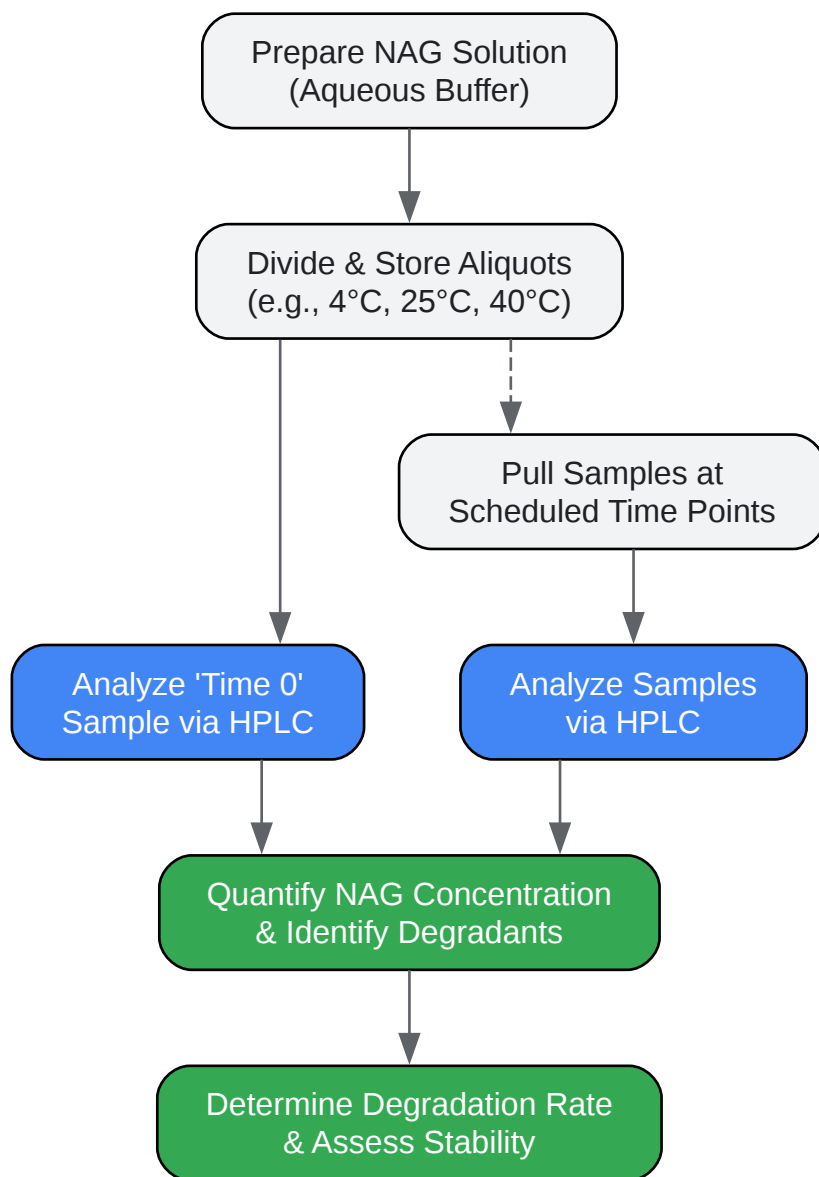 Prepare NAG Solution
(Aqueous Buffer)
Divide & Store Aliquots
(e.g., 4°C, 25°C, 40°C)
Pull Samples at
Scheduled Time Points
Analyze 'Time 0'
Sample via HPLC
Analyze Samples
via HPLC
Quantify NAG Concentration
& Identify Degradants
Determine Degradation Rate
& Assess Stability